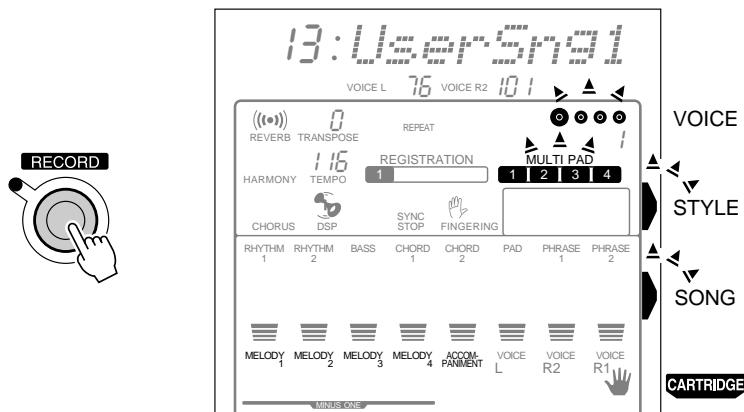 13:UserSng1
VOICE L 76 VOICE R2 101
REVERB TRANSPOSE 0 REPEAT 1
VOICE
RECORD
HARMONY TEMPO 116 REGISTRATION MULTI PAD
1 1 2 3 4
STYLE
CHORUS DSP SYNC STOP FINGERING
RHYTHM 1 RHYTHM 2 BASS CHORD 1 CHORD 2 PAD PHRASE 1 PHRASE 2
SONG
MELODY 1 MELODY 2 MELODY 3 MELODY 4 ACCOM-PANIMENT VOICE L VOICE R2 VOICE R1
CARTRIDGE
MINUS ONE